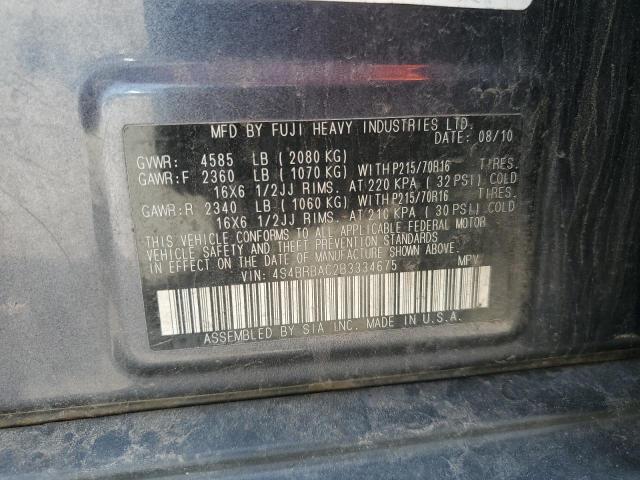 MFD BY FUJI HEAVY INDUSTRIES LTD.
DATE: 08/10
GVWR: 4585 LB ( 2080 KG)
GAWR:F 2360 LB ( 1070 KG) WITH P215/70R16 TIRES.
16X6 1/2JJ RIMS. AT 220 KPA ( 32 PSI) COLD
GAWR:R 2340 LB ( 1060 KG) WITH P215/70R16 TIRES.
16X6 1/2JJ RIMS. AT 210 KPA ( 30 PSI) COLD
THIS VEHICLE CONFORMS TO ALL APPLICABLE FEDERAL MOTOR
VEHICLE SAFETY AND THEFT PREVENTION STANDARDS
IN EFFECT ON THE DATE OF MANUFACTURE SHOWN ABOVE.
VIN: 4S4BRBAC2B3334675 MPV
ASSEMBLED BY SIA INC. MADE IN U.S.A.